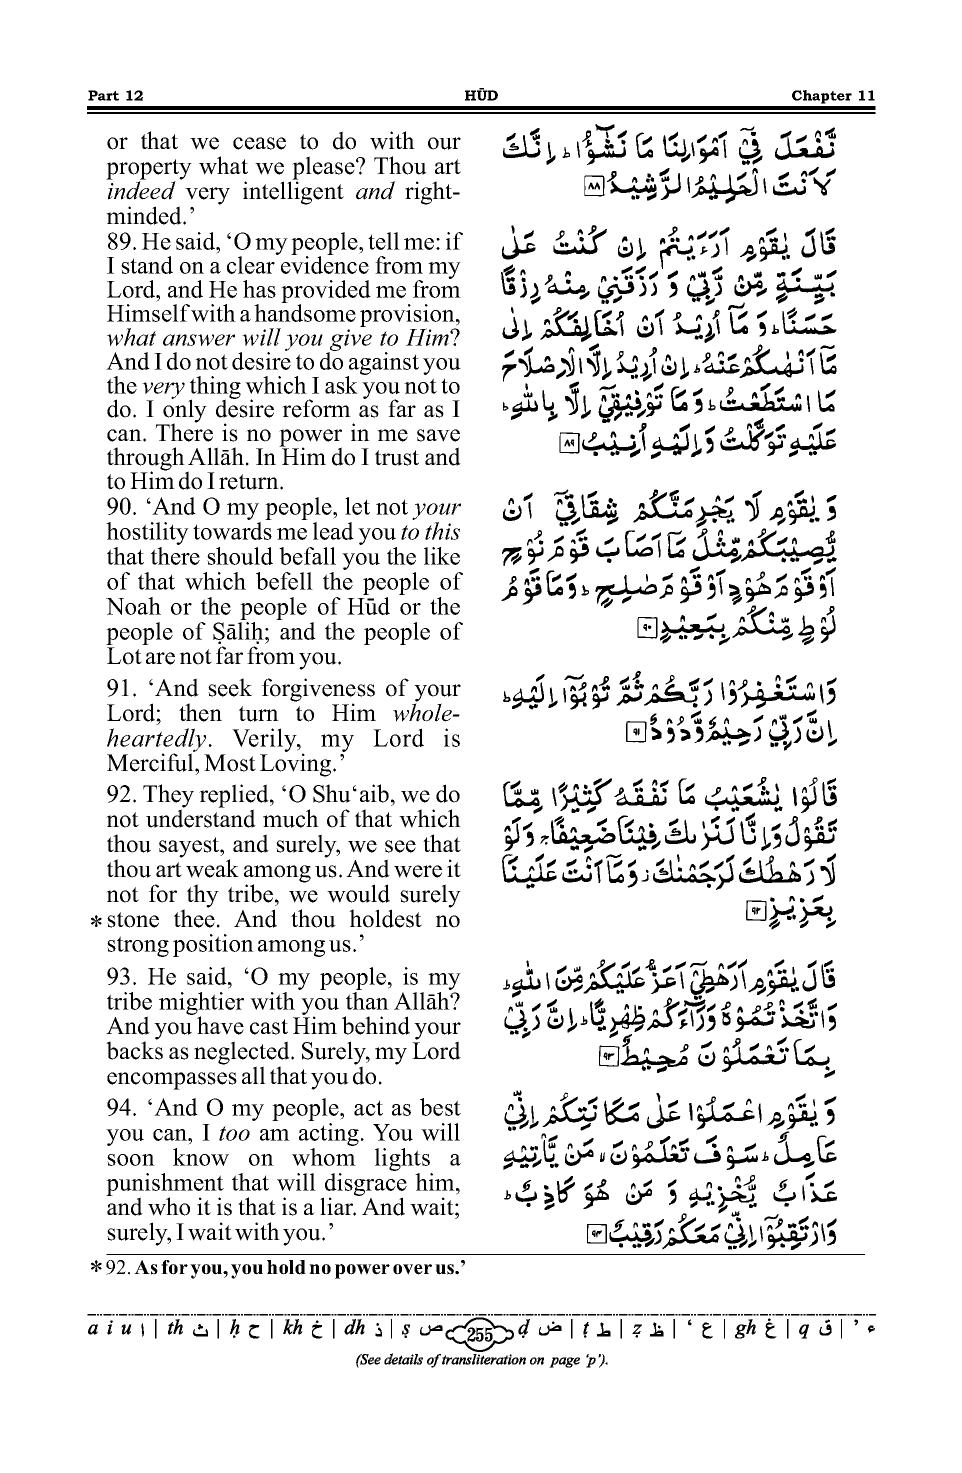 Part 12 HŪD Chapter 11
or that we cease to do with our
property what we please? Thou art
indeed very intelligent and right-
minded.’
89. He said, ‘O my people, tell me: if
I stand on a clear evidence from my
Lord, and He has provided me from
Himself with a handsome provision,
what answer will you give to Him?
And I do not desire to do against you
the very thing which I ask you not to
do. I only desire reform as far as I
can. There is no power in me save
through Allāh. In Him do I trust and
to Him do I return.
90. ‘And O my people, let not your
hostility towards me lead you to this
that there should befall you the like
of that which befell the people of
Noah or the people of Hūd or the
people of Ṣāliḥ; and the people of
Lot are not far from you.
91. ‘And seek forgiveness of your
Lord; then turn to Him whole-
heartedly. Verily, my Lord is
Merciful, Most Loving.’
92. They replied, ‘O Shu‘aib, we do
not understand much of that which
thou sayest, and surely, we see that
thou art weak among us. And were it
not for thy tribe, we would surely
*stone thee. And thou holdest no
strong position among us.’
93. He said, ‘O my people, is my
tribe mightier with you than Allāh?
And you have cast Him behind your
backs as neglected. Surely, my Lord
encompasses all that you do.
94. ‘And O my people, act as best
you can, I too am acting. You will
soon know on whom lights a
punishment that will disgrace him,
and who it is that is a liar. And wait;
surely, I wait with you.’
نَّفْعَلَ فِيْٓ اَمْوَالِنَا مَا نَشٰٓؤُا ؕ اِنَّكَ
لَاَنْتَ الْحَلِيْمُ الرَّشِيْدُ ۸۸
قَالَ يٰقَوْمِ اَرَءَيْتُمْ اِنْ كُنْتُ عَلٰى
بَيِّنَةٍ مِّنْ رَّبِّيْ وَ رَزَقَنِيْ مِنْهُ رِزْقًا
حَسَنًا ؕ وَ مَاۤ اُرِيْدُ اَنْ اُخَالِفَكُمْ اِلٰى
مَاۤ اَنْهٰىكُمْ عَنْهُ ؕ اِنْ اُرِيْدُ اِلَّا الْاِصْلَاحَ
مَا اسْتَطَعْتُ ؕ وَ مَا تَوْفِيْقِيْۤ اِلَّا بِاللّٰهِ ؕ
عَلَيْهِ تَوَكَّلْتُ وَ اِلَيْهِ اُنِيْبُ ۸۹
وَ يٰقَوْمِ لَا يَجْرِمَنَّكُمْ شِقَاقِيْۤ اَنْ
يُّصِيْبَكُمْ مِّثْلُ مَاۤ اَصَابَ قَوْمَ نُوْحٍ
اَوْ قَوْمَ هُوْدٍ اَوْ قَوْمَ صٰلِحٍ ؕ وَ مَا قَوْمُ
لُوْطٍ مِّنْكُمْ بِبَعِيْدٍ ۹۰
وَ اسْتَغْفِرُوْا رَبَّكُمْ ثُمَّ تُوْبُوْۤا اِلَيْهِ ؕ
اِنَّ رَبِّيْ رَحِيْمٌ وَّدُوْدٌ ۹۱
قَالُوْا يٰشُعَيْبُ مَا نَفْقَهُ كَثِيْرًا مِّمَّا
تَقُوْلُ وَ اِنَّا لَنَرٰىكَ فِيْنَا ضَعِيْفًا ۚ وَ لَوْ
لَا رَهْطُكَ لَرَجَمْنٰكَ ؗ وَ مَاۤ اَنْتَ عَلَيْنَا
بِعَزِيْزٍ ۹۲
قَالَ يٰقَوْمِ اَرَهْطِيْۤ اَعَزُّ عَلَيْكُمْ مِّنَ اللّٰهِ ؕ
وَ اتَّخَذْتُمُوْهُ وَرَآءَكُمْ ظِهْرِيًّا ؕ اِنَّ رَبِّيْ
بِمَا تَعْمَلُوْنَ مُحِيْطٌ ۹۳
وَ يٰقَوْمِ اعْمَلُوْا عَلٰى مَكَانَتِكُمْ اِنِّيْ
عَامِلٌ ؕ سَوْفَ تَعْلَمُوْنَ ۙ مَنْ يَّاْتِيْهِ
عَذَابٌ يُّخْزِيْهِ وَ مَنْ هُوَ كَاذِبٌ ؕ
وَ ارْتَقِبُوْۤا اِنِّيْ مَعَكُمْ رَقِيْبٌ ۹۴
*92. As for you, you hold no power over us.’
a i u ا | th ث | ḥ ح | kh خ | dh ذ | ṣ ص 255 ḍ ض | ṭ ط | ẓ ظ | ‘ ع | gh غ | q ق | ’ ء
(See details of transliteration on page ‘p’).